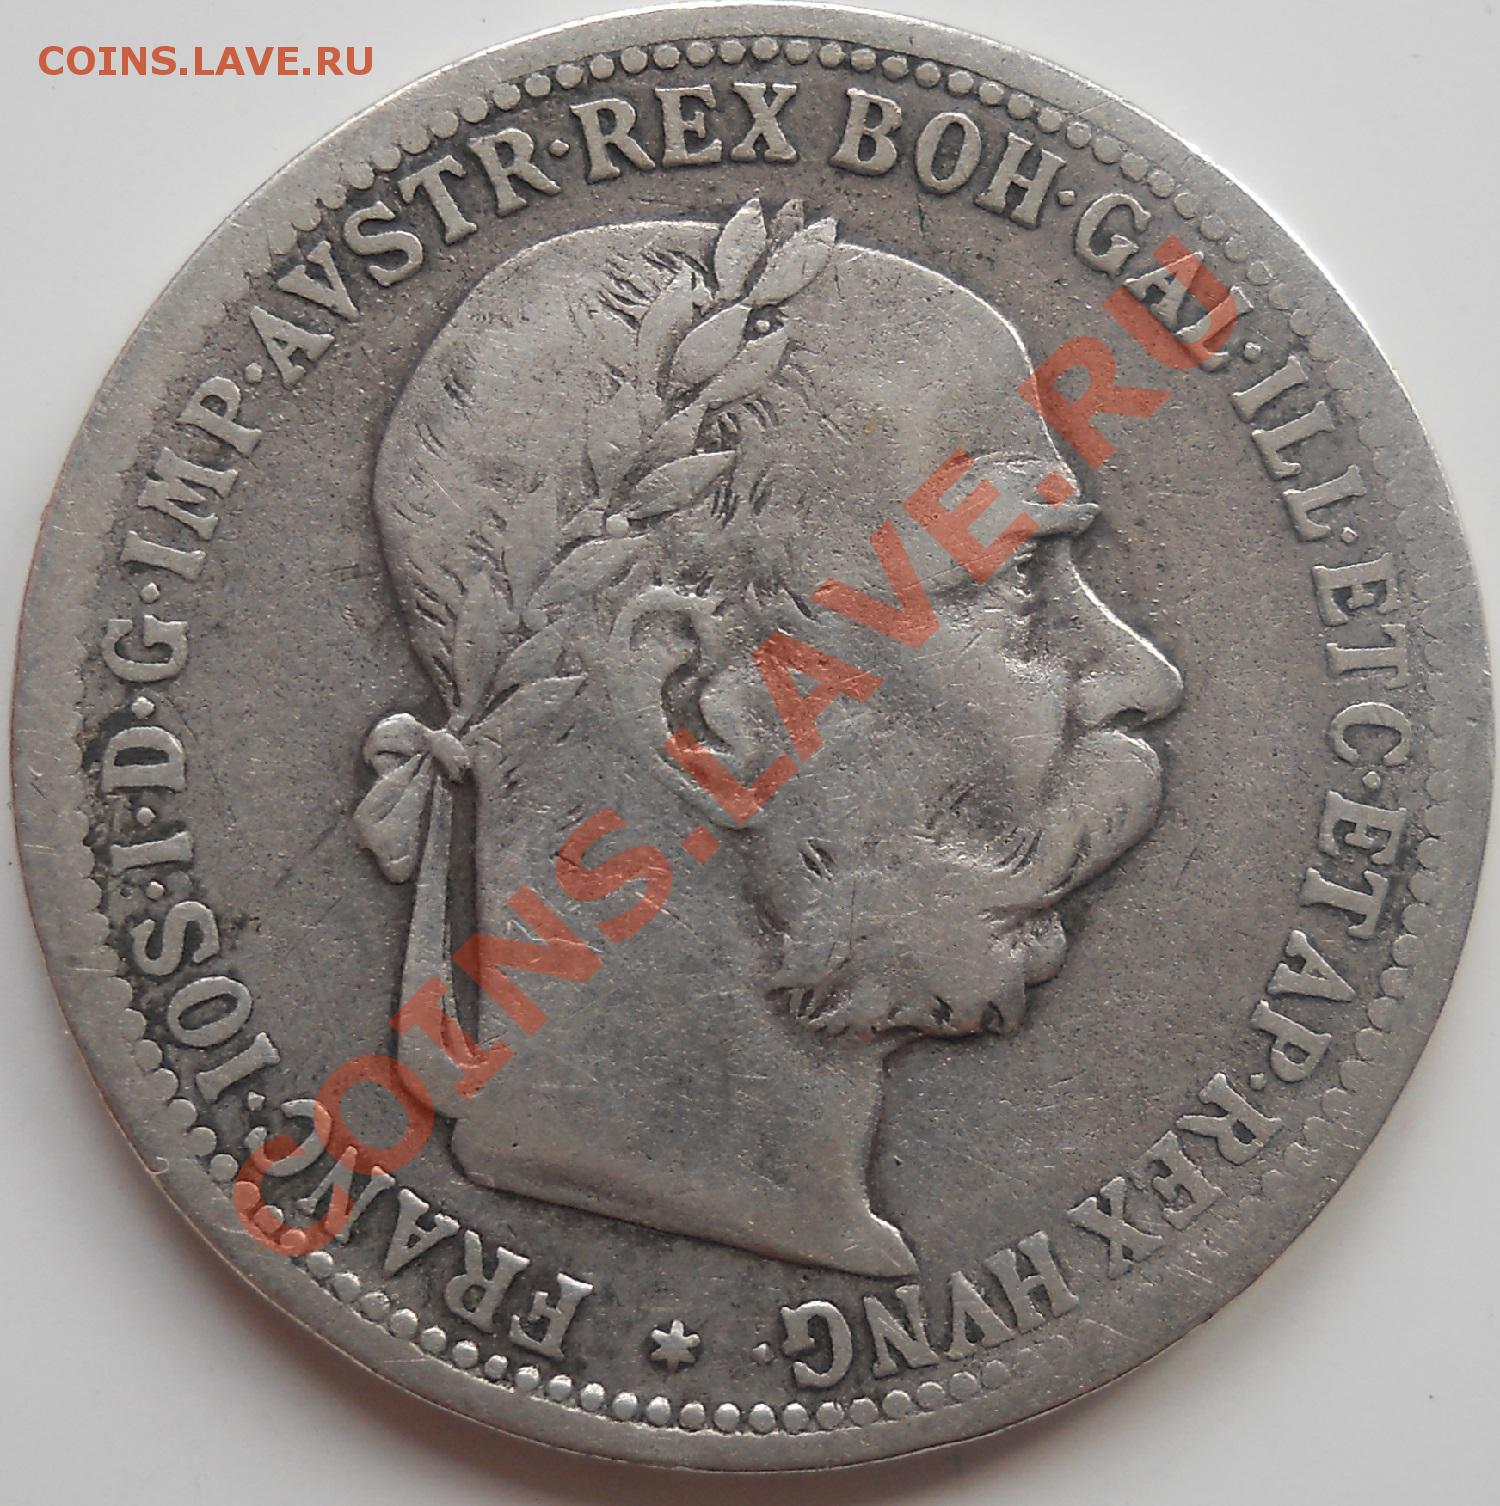 COINS.LAVE.RU
FRANC·IOS·I·D·G·IMP·AVSTR·REX BOH·GAL·ILL·ETC·ET AP·REX HVNG·
COINS.LAVE.RU